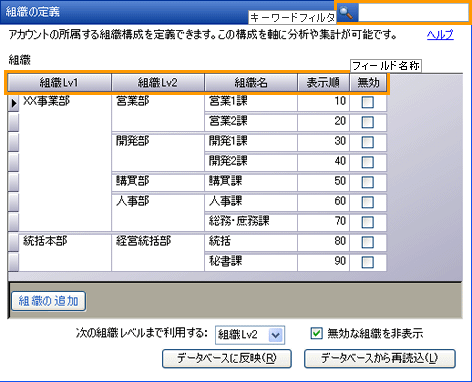 組織の定義
キーワードフィルタ
アカウントの所属する組織構成を定義できます。この構成を軸に分析や集計が可能です。 ヘルプ
組織
フィールド名称
組織Lv1 組織Lv2 組織名 表示順 無効
XX事業部 営業部 営業1課 10
営業2課 20
開発部 開発1課 30
開発2課 40
購買部 購買課 50
人事部 人事課 60
総務・庶務課 70
統括本部 経営統括部 統括 80
秘書課 90
組織の追加
次の組織レベルまで利用する: 組織Lv2 無効な組織を非表示
データベースに反映(R) データベースから再読込(L)